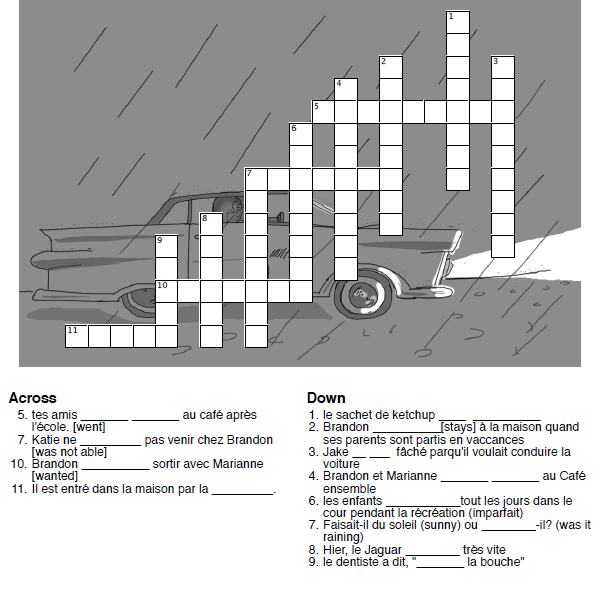 1
2
3
4
5
6
7
8
9
10
11
Across
5. tes amis ________ ________ au café après
l'école. [went]
7. Katie ne __________ pas venir chez Brandon
[was not able]
10. Brandon ___________ sortir avec Marianne
[wanted]
11. Il est entré dans la maison par la __________.
Down
1. le sachet de ketchup ____ ___________
2. Brandon ___________[stays] à la maison quand
ses parents sont partis en vaccances
3. Jake __ ___ fâché parqu'il voulait conduire la
voiture
4. Brandon et Marianne ________ ________ au Café
ensemble
6. les enfants ____________tout les jours dans le
cour pendant la récréation (imparfait)
7. Faisait-il du soleil (sunny) ou _________-il? (was it
raining)
8. Hier, le Jaguar _________ très vite
9. le dentiste a dit, "________ la bouche"